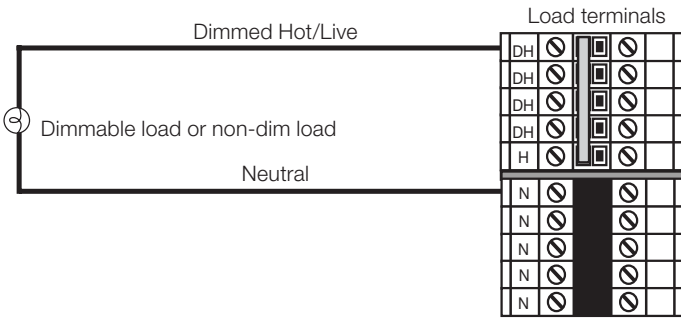 Load terminals
Dimmed Hot/Live
DH
DH
DH
DH
H
Dimmable load or non-dim load
Neutral
N
N
N
N
N